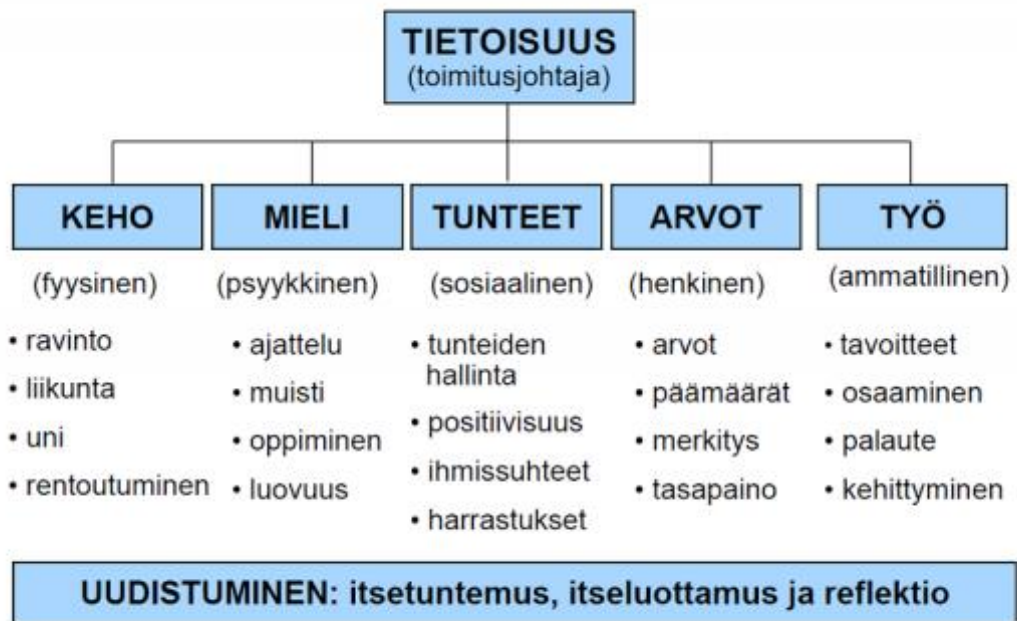 TIETOISUUS
(toimitusjohtaja)
KEHO
(fyysinen)
• ravinto
• liikunta
• uni
• rentoutuminen
MIELI
(psyykkinen)
• ajattelu
• muisti
• oppiminen
• luovuus
TUNTEET
(sosiaalinen)
• tunteiden
hallinta
• positiivisuus
• ihmissuhteet
• harrastukset
ARVOT
(henkinen)
• arvot
• päämäärät
• merkitys
• tasapaino
TYÖ
(ammatillinen)
• tavoitteet
• osaaminen
• palaute
• kehittyminen
UUDISTUMINEN: itsetuntemus, itseluottamus ja reflektio